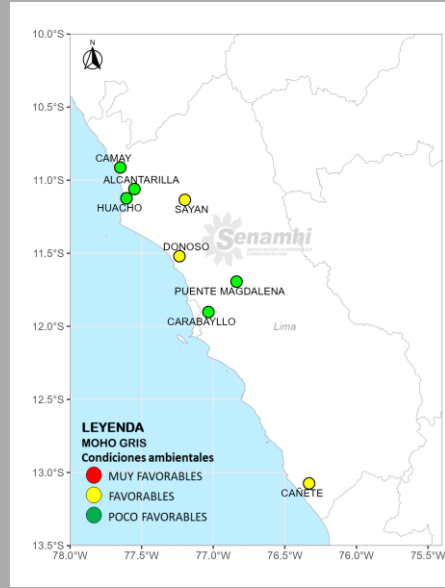 10.0°S
N
10.5°S
CAMAY
11.0°S
ALCANTARILLA
HUACHO
SAYAN
Senamhi
11.5°S
DONOSO
PUENTE MAGDALENA
12.0°S
CARABAYLLO
Lima
12.5°S
LEYENDA
MOHO GRIS
Condiciones ambientales
MUY FAVORABLES
FAVORABLES
POCO FAVORABLES
13.0°S
CAÑETE
13.5°S
78.0°W 77.5°W 77.0°W 76.5°W 76.0°W 75.5°W